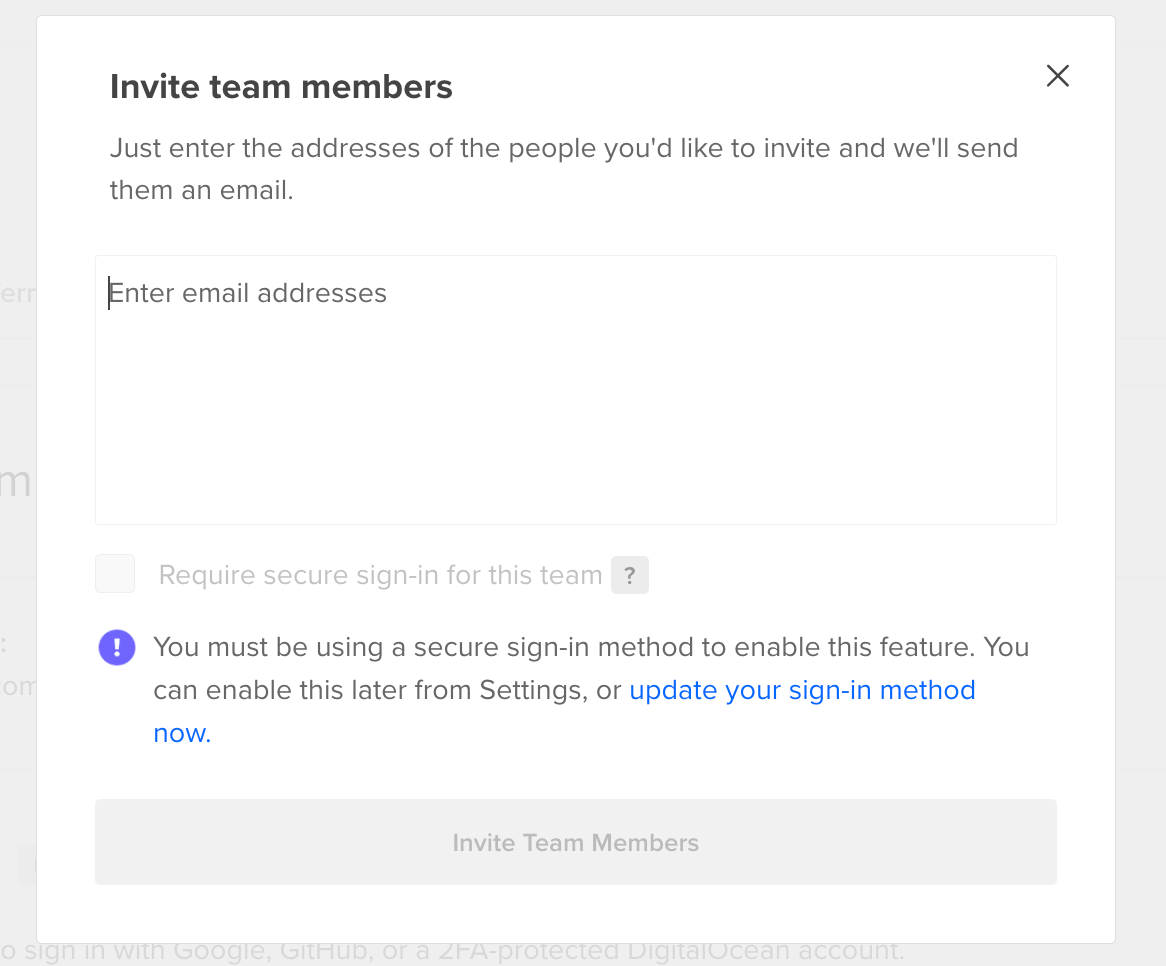 Invite team members
Just enter the addresses of the people you'd like to invite and we'll send
them an email.
Enter email addresses
Require secure sign-in for this team ?
! You must be using a secure sign-in method to enable this feature. You
can enable this later from Settings, or update your sign-in method
now.
Invite Team Members
o sign in with Google, GitHub, or a 2FA-protected DigitalOcean account.